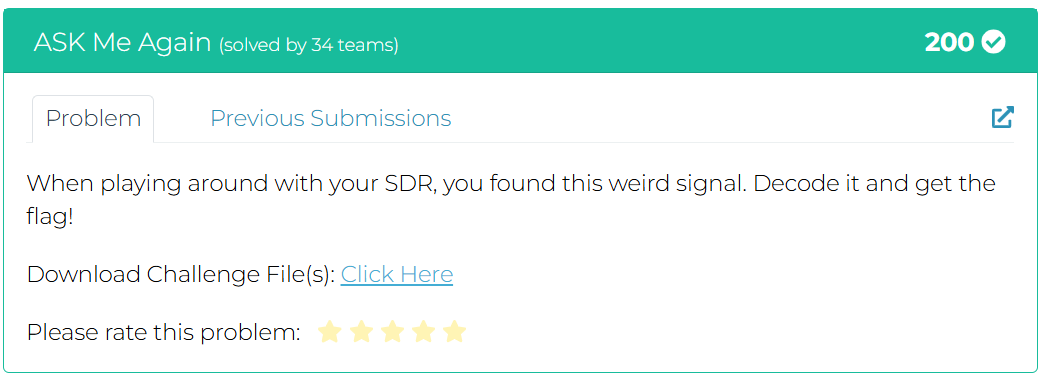 ASK Me Again (solved by 34 teams) 200
Problem Previous Submissions
When playing around with your SDR, you found this weird signal. Decode it and get the
flag!
Download Challenge File(s): Click Here
Please rate this problem: